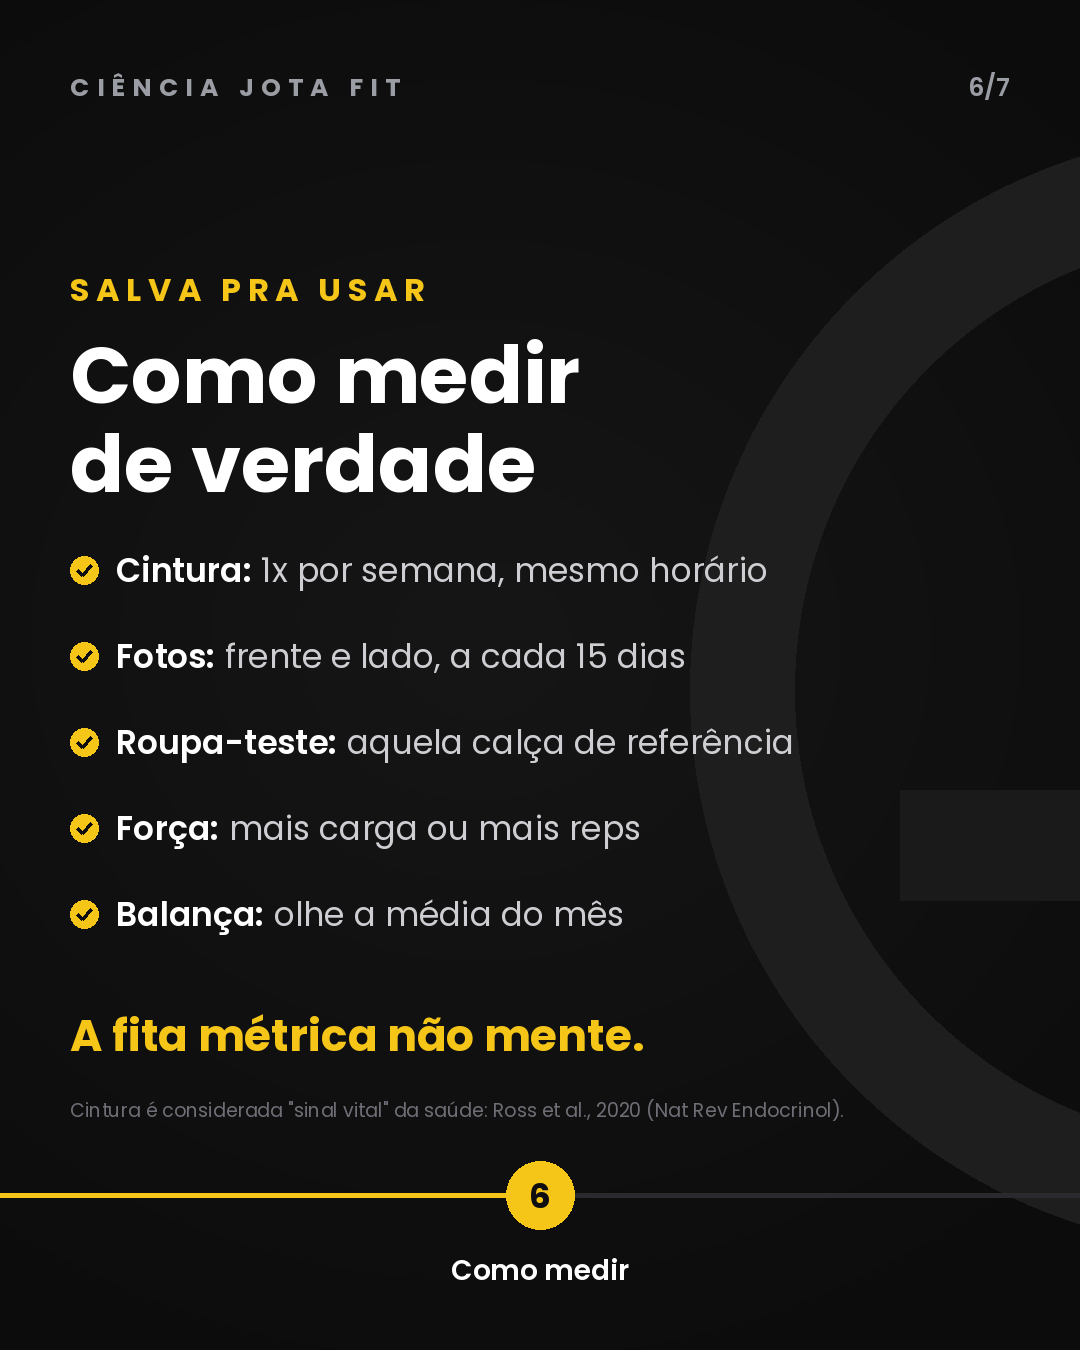 CIÊNCIA JOTA FIT
6/7
SALVA PRA USAR
Como medir
de verdade
Cintura: 1x por semana, mesmo horário
Fotos: frente e lado, a cada 15 dias
Roupa-teste: aquela calça de referência
Força: mais carga ou mais reps
Balança: olhe a média do mês
A fita métrica não mente.
Cintura é considerada "sinal vital" da saúde: Ross et al., 2020 (Nat Rev Endocrinol).
6
Como medir